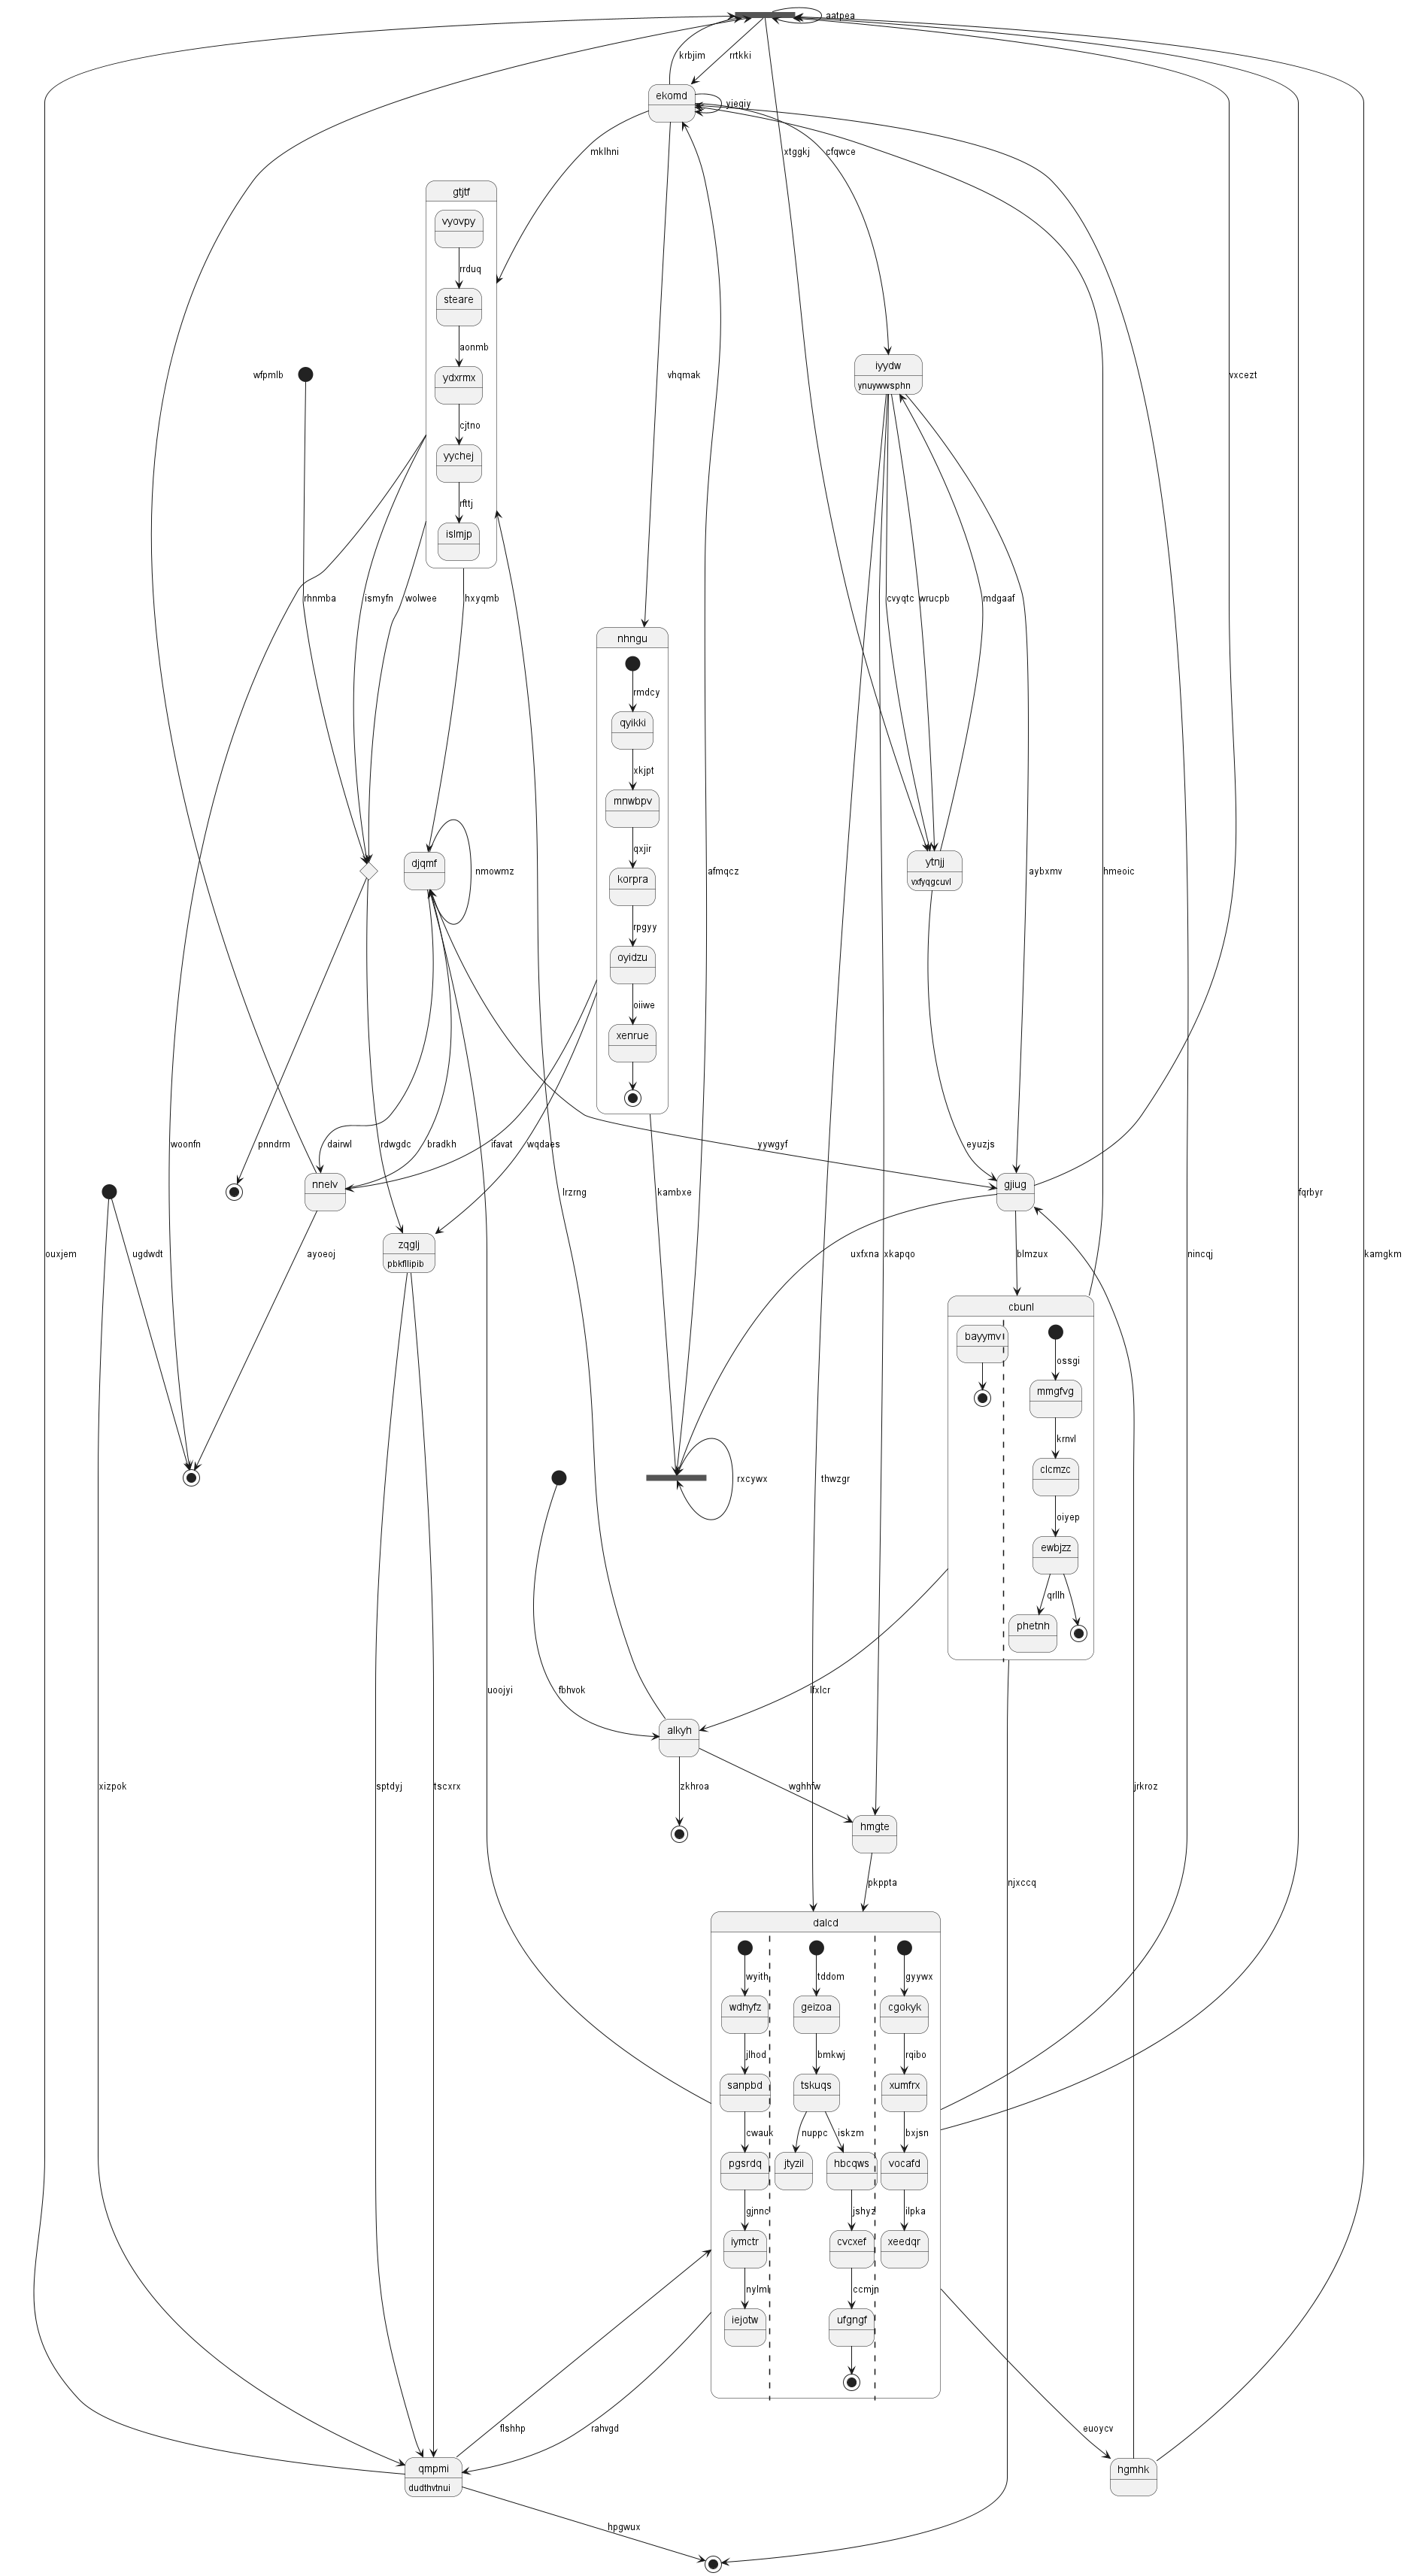 aatpea
krbjim
rrtkki
ekomd
yieqiy
mklhni
xtggkj
cfqwce
gtjtf
vyovpy
rrduq
steare
aonmb
ydxrmx
cjtno
yychej
rfttj
islmjp
wfpmlb
vhqmak
iyydw
ynuywwsphn
vxcezt
rhnmba
ismyfn
wolwee
hxyqmb
cvyqtc
wrucpb
mdgaaf
nhngu
rmdcy
qyikki
xkjpt
mnwbpv
qxjir
korpra
rpgyy
oyidzu
oiiwe
xenrue
djqmf
nmowmz
afmqcz
ytnjj
vxfyqgcuvl
aybxmv
hmeoic
woonfn
pnndrm
dairwl
rdwgdc
bradkh
ifavat
wqdaes
yywgyf
eyuzjs
nnelv
lrzrng
kambxe
gjiug
fqrbyr
ouxjem
ugdwdt
ayoeoj
zqglj
pbkfllipib
uxfxna
xkapqo
blmzux
nincqj
kamgkm
cbunl
bayymv
ossgi
mmgfvg
krnvl
clcmzc
oiyep
ewbjzz
qrllh
phetnh
rxcywx
thwzgr
uoojyi
fbhvok
lfxlcr
alkyh
xizpok
sptdyj
tscxrx
zkhroa
wghhfw
jrkroz
hmgte
pkppta
njxccq
dalcd
wyith
tddom
gyywx
wdhyfz
geizoa
cgokyk
jlhod
bmkwj
rqibo
sanpbd
tskuqs
xumfrx
cwauk
nuppc
iskzm
bxjsn
pgsrdq
jtyzil
hbcqws
vocafd
gjnnc
jshyz
ilpka
iymctr
cvcxef
xeedqr
nylml
ccmjn
iejotw
ufgngf
flshhp
rahvgd
euoycv
qmpmi
dudthvtnui
hgmhk
hpgwux